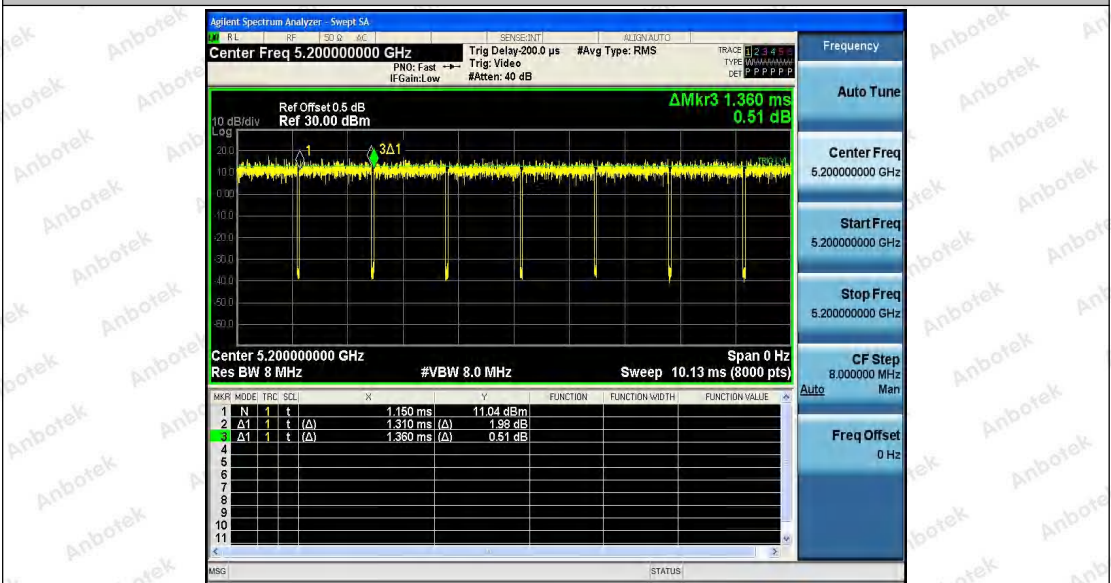 Agilent Spectrum Analyzer - Swept SA
RL RF 50 Ω AC SENSE:INT ALIGNAUTO
Center Freq 5.200000000 GHz
PNO: Fast
IFGain:Low
Trig Delay-200.0 µs
Trig: Video
#Atten: 40 dB
#Avg Type: RMS
TRACE 1 2 3 4 5 6
TYPE
DET P P P P P P
ΔMkr3 1.360 ms
0.51 dB
Ref Offset 0.5 dB
10 dB/div Ref 30.00 dBm
Log
20.0
10.0
0.00
-10.0
-20.0
-30.0
-40.0
-50.0
-60.0
1
3Δ1
TRIG LVL
Center 5.200000000 GHz Span 0 Hz
Res BW 8 MHz #VBW 8.0 MHz Sweep 10.13 ms (8000 pts)
MKR MODE TRC SCL X Y FUNCTION FUNCTION WIDTH FUNCTION VALUE
1 N 1 t 1.150 ms 11.04 dBm
2 Δ1 1 t (Δ) 1.310 ms (Δ) 1.98 dB
3 Δ1 1 t (Δ) 1.360 ms (Δ) 0.51 dB
4
5
6
7
8
9
10
11
MSG STATUS
Frequency
Auto Tune
Center Freq
5.200000000 GHz
Start Freq
5.200000000 GHz
Stop Freq
5.200000000 GHz
CF Step
8.000000 MHz
Auto Man
Freq Offset
0 Hz
Anbotek